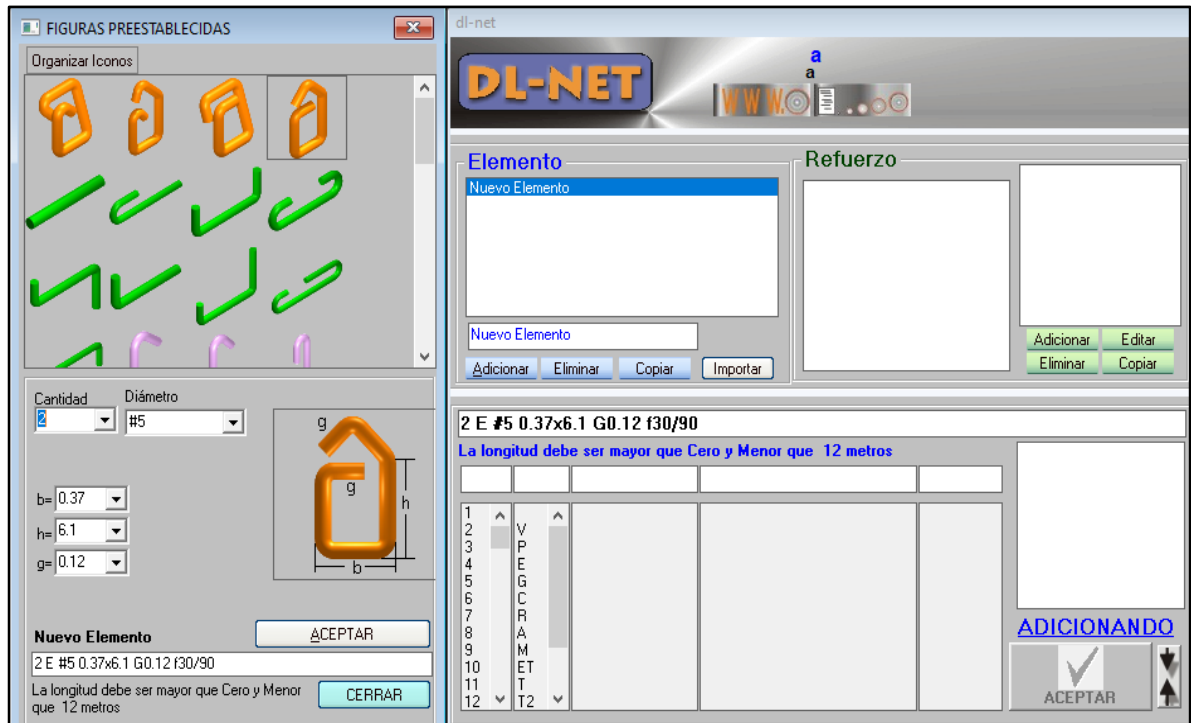 FIGURAS PREESTABLECIDAS
Organizar Iconos
Cantidad
Diámetro
2
#5
b= 0.37
h= 6.1
g= 0.12
g
g
h
b
Nuevo Elemento
ACEPTAR
2 E #5 0.37x6.1 G0.12 f30/90
La longitud debe ser mayor que Cero y Menor
que 12 metros
CERRAR
dl-net
DL-NET
a
a
WWW.
Elemento
Nuevo Elemento
Nuevo Elemento
Adicionar Eliminar Copiar Importar
Refuerzo
Adicionar Editar
Eliminar Copiar
2 E #5 0.37x6.1 G0.12 f30/90
La longitud debe ser mayor que Cero y Menor que 12 metros
1
2 V
3 P
4 E
5 G
6 C
7 R
8 A
9 M
10 ET
11 T
12 T2
ADICIONANDO
ACEPTAR